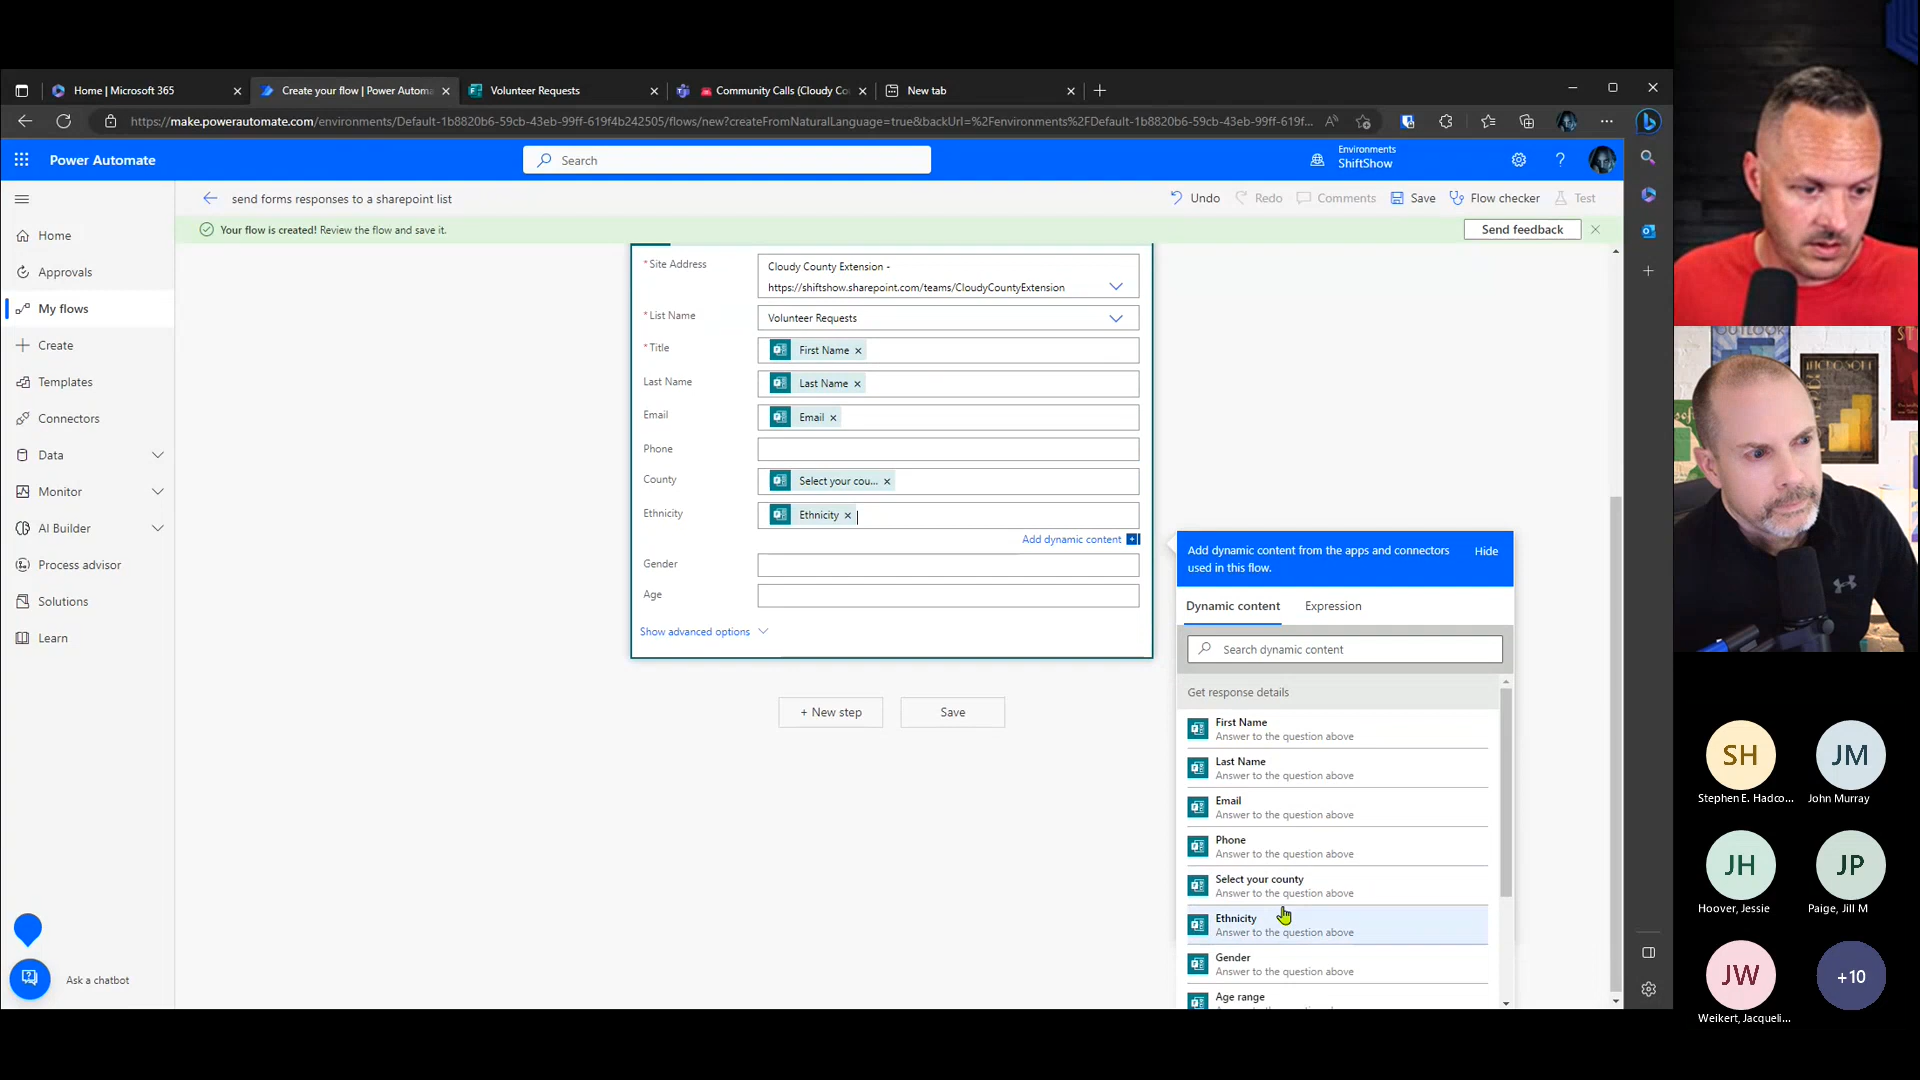 Home | Microsoft 365
Create your flow | Power Automa
Volunteer Requests
Community Calls (Cloudy Co
New tab
https://make.powerautomate.com/environments/Default-1b8820b6-59cb-43eb-99ff-619f4b242505/flows/new?createFromNaturalLanguage=true&backUrl=%2Fenvironments%2FDefault-1b8820b6-59cb-43eb-99ff-619f...
Power Automate
Search
Environments
ShiftShow
send forms responses to a sharepoint list
Undo
Redo
Comments
Save
Flow checker
Test
Your flow is created! Review the flow and save it.
Send feedback
Home
Approvals
My flows
Create
Templates
Connectors
Data
Monitor
AI Builder
Process advisor
Solutions
Learn
Ask a chatbot
* Site Address
Cloudy County Extension -
https://shiftshow.sharepoint.com/teams/CloudyCountyExtension
* List Name
Volunteer Requests
* Title
First Name
Last Name
Last Name
Email
Email
Phone
County
Select your cou...
Ethnicity
Ethnicity
Add dynamic content
Gender
Age
Show advanced options
+ New step
Save
Add dynamic content from the apps and connectors
used in this flow.
Hide
Dynamic content
Expression
Search dynamic content
Get response details
First Name
Answer to the question above
Last Name
Answer to the question above
Email
Answer to the question above
Phone
Answer to the question above
Select your county
Answer to the question above
Ethnicity
Answer to the question above
Gender
Answer to the question above
Age range
OUTLOOK
MICROSOFT
SH
Stephen E. Hadco...
JM
John Murray
JH
Hoover, Jessie
JP
Paige, Jill M
JW
Weikert, Jacqueli...
+10